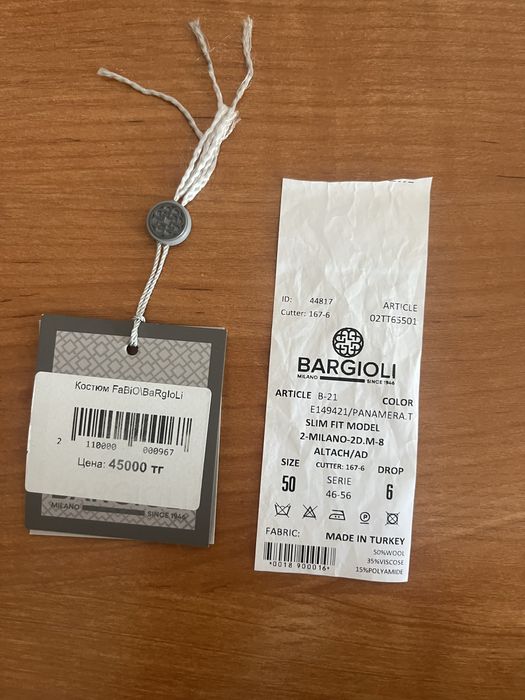 Костюм FaBiO\BaRgIoLi
2 110000 000967
Цена: 45000 тг
MILANO SINCE 1946
ID: 44817
Cutter: 167-6
ARTICLE
02TT65501
BARGIOLI
MILANO SINCE 1946
ARTICLE B-21 COLOR
E149421/PANAMERA.T
SLIM FIT MODEL
2-MILANO-2D.M-8
ALTACH/AD
SIZE CUTTER: 167-6 DROP
50 SERIE 6
46-56
FABRIC: MADE IN TURKEY
50%WOOL
35%VISCOSE
15%POLYAMIDE
*0018 900016*